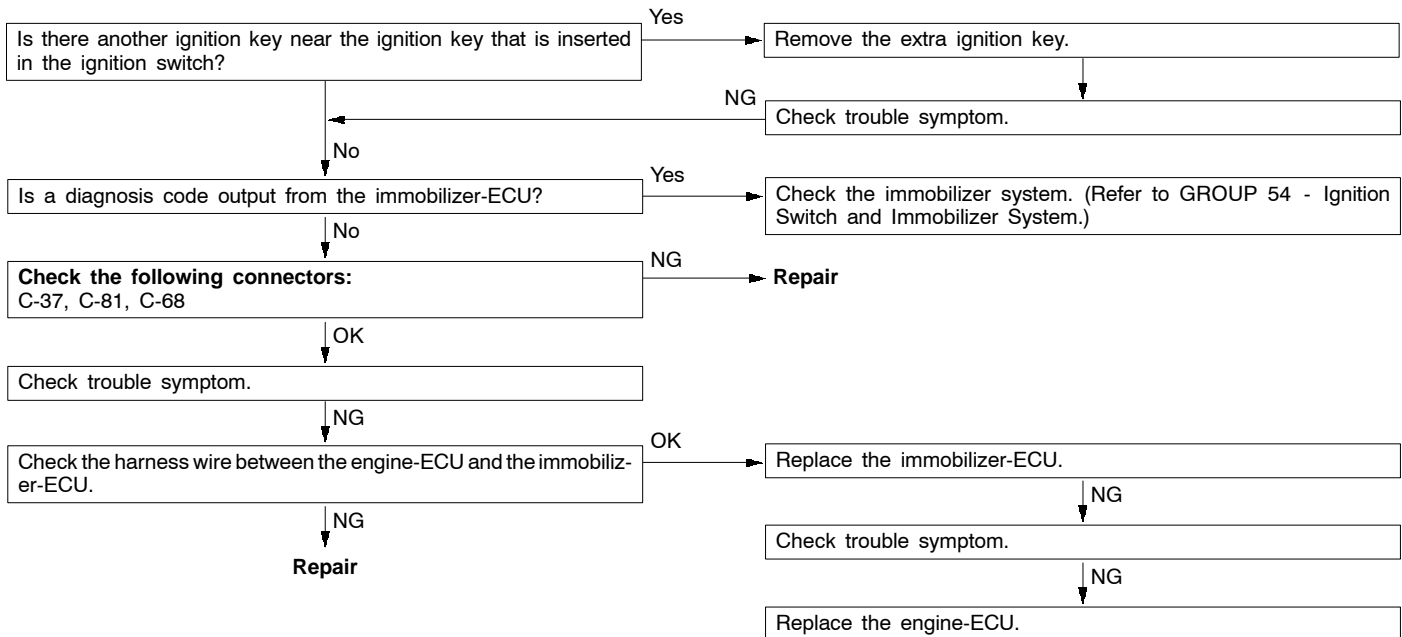 Is there another ignition key near the ignition key that is inserted
in the ignition switch?
Yes
Remove the extra ignition key.
NG
Check trouble symptom.
No
Is a diagnosis code output from the immobilizer-ECU?
Yes
Check the immobilizer system. (Refer to GROUP 54 - Ignition
Switch and Immobilizer System.)
No
Check the following connectors:
C-37, C-81, C-68
NG
Repair
OK
Check trouble symptom.
NG
Check the harness wire between the engine-ECU and the immobiliz-
er-ECU.
OK
Replace the immobilizer-ECU.
NG
NG
Repair
Check trouble symptom.
NG
Replace the engine-ECU.